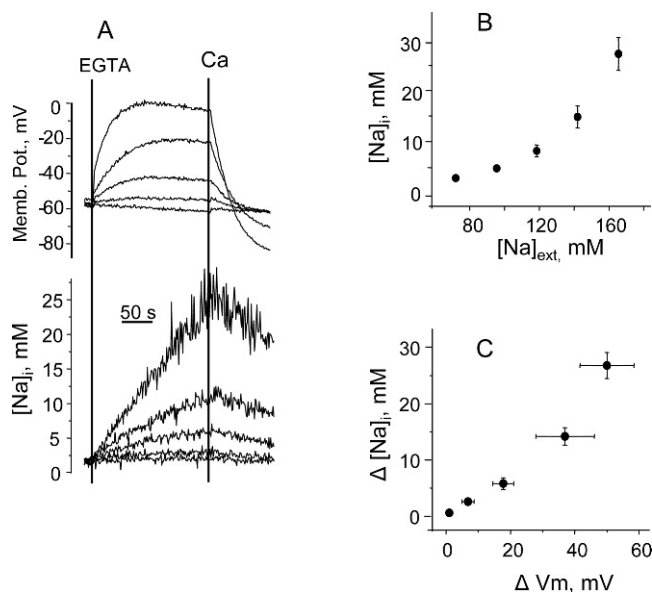 A
EGTA
Ca
Memb. Pot., mV
0
-20
-40
-60
-80
50 s
[Na]i, mM
25
20
15
10
5
0
B
[Na]i, mM
30
20
10
0
80
120
160
[Na]ext, mM
C
Δ [Na]i, mM
30
20
10
0
0
20
40
60
Δ Vm, mV